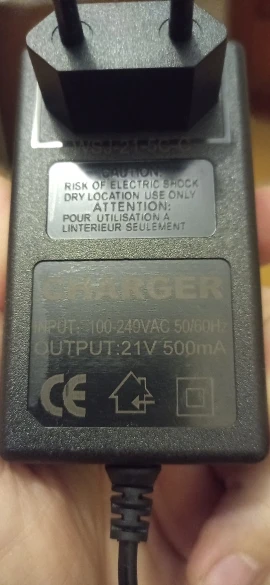 CAUTION:
RISK OF ELECTRIC SHOCK
DRY LOCATION USE ONLY
ATTENTION:
POUR UTILISATION A
LINTERIEUR SEULEMENT
CHARGER
INPUT: 100-240VAC 50/60Hz
OUTPUT:21V 500mA
CE